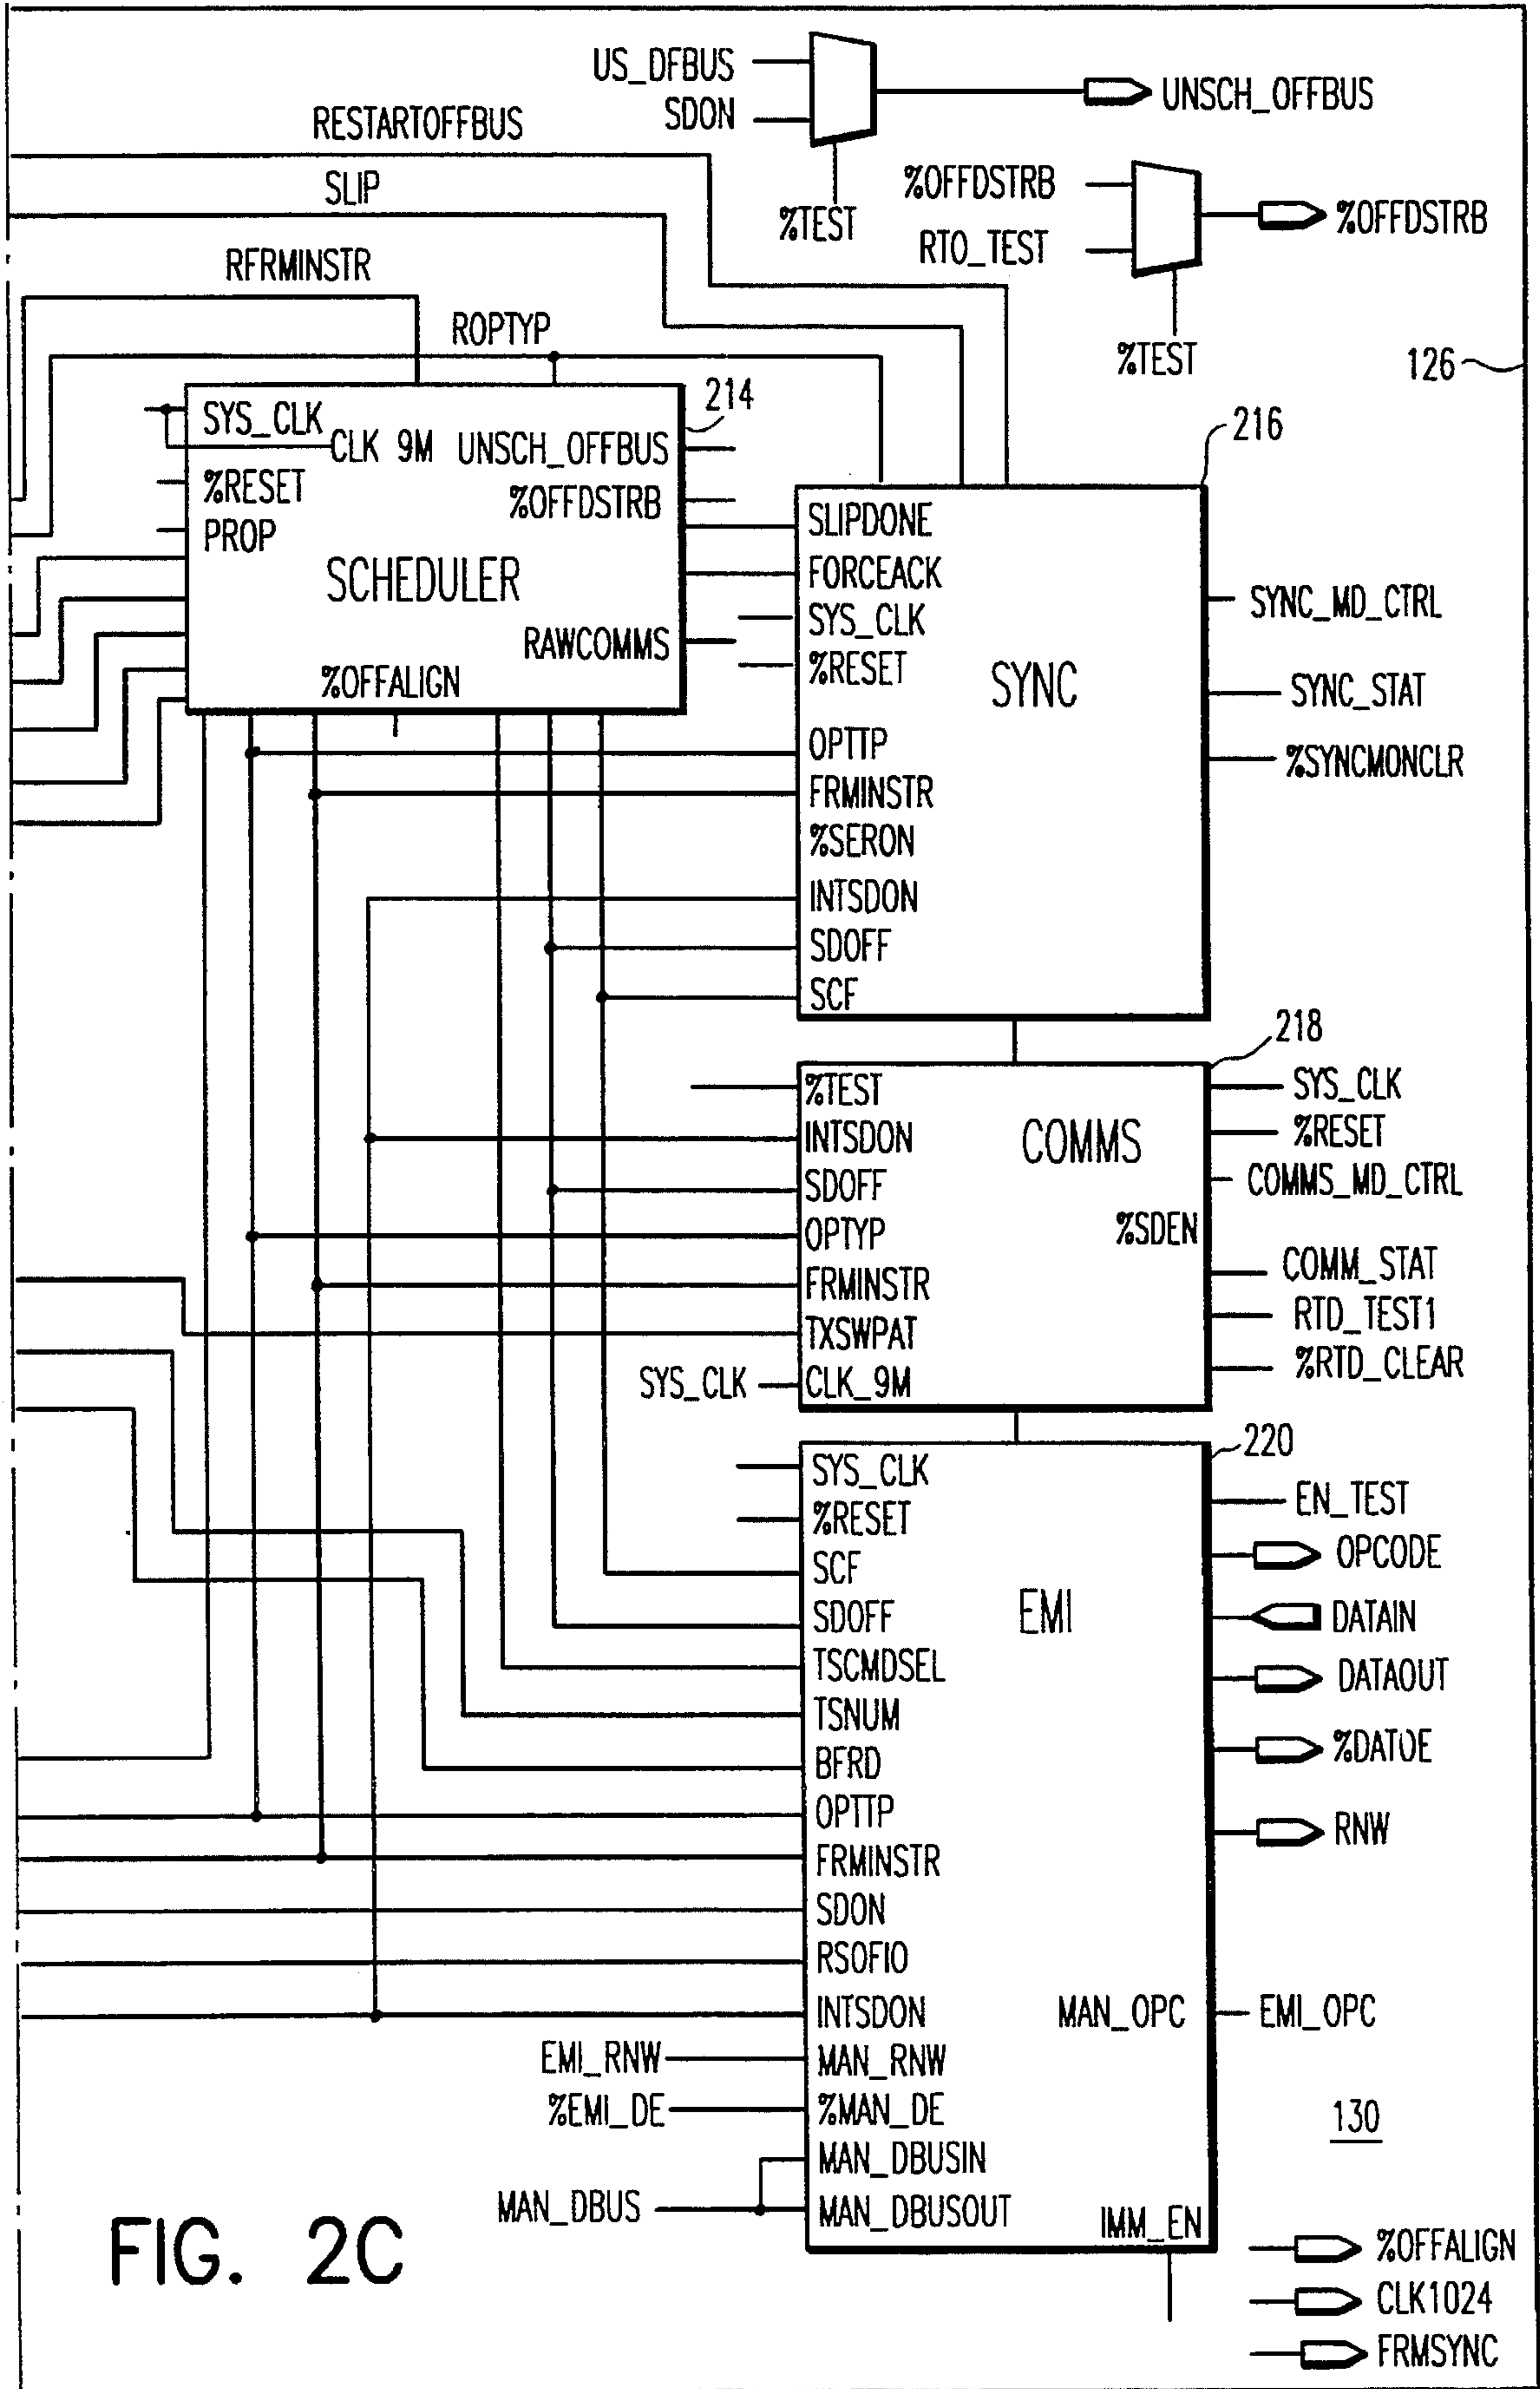 US_DFBUS
SDON
UNSCH_OFFBUS
%TEST
RESTARTOFFBUS
SLIP
%OFFDSTRB
RTO_TEST
%OFFDSTRB
%TEST
RFRMINSTR
ROPTYP
126
214
SYS_CLK
CLK 9M
UNSCH_OFFBUS
%RESET
%OFFDSTRB
PROP
SCHEDULER
RAWCOMMS
%OFFALIGN
216
SLIPDONE
FORCEACK
SYS_CLK
%RESET
SYNC
OPTTP
FRMINSTR
%SERON
INTSDON
SDOFF
SCF
SYNC_MD_CTRL
SYNC_STAT
%SYNCMONCLR
218
%TEST
INTSDON
COMMS
SDOFF
OPTYP
%SDEN
FRMINSTR
TXSWPAT
SYS_CLK
CLK_9M
SYS_CLK
%RESET
COMMS_MD_CTRL
COMM_STAT
RTD_TEST1
%RTD_CLEAR
220
SYS_CLK
%RESET
SCF
SDOFF
EMI
TSCMDSEL
TSNUM
BFRD
OPTTP
FRMINSTR
SDON
RSOFIO
INTSDON
MAN_OPC
EMI_RNW
MAN_RNW
%EMI_DE
%MAN_DE
MAN_DBUSIN
MAN_DBUS
MAN_DBUSOUT
IMM_EN
EN_TEST
OPCODE
DATAIN
DATAOUT
%DATOE
RNW
EMI_OPC
130
%OFFALIGN
CLK1024
FRMSYNC
FIG. 2C